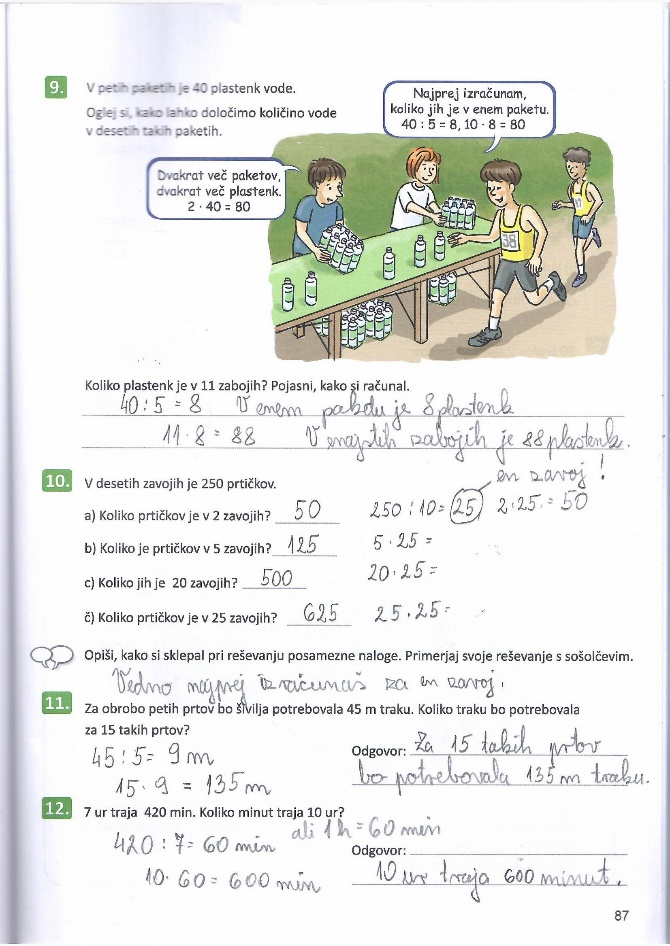 9.
V petih paketih je 40 plastenk vode.
Oglej si, kako lahko določimo količino vode
v desetih takih paketih.
Najprej izračunam,
koliko jih je v enem paketu.
40 : 5 = 8, 10 · 8 = 80
Dvakrat več paketov,
dvakrat več plastenk.
2 · 40 = 80
38
Koliko plastenk je v 11 zabojih? Pojasni, kako si računal.
40 : 5 = 8 V enem paketu je 8 plastenk
11 · 8 = 88 V enajstih zabojih je 88 plastenk.
en zavoj!
10. V desetih zavojih je 250 prtičkov.
a) Koliko prtičkov je v 2 zavojih? 50 250 : 10 = 25 2 · 25 = 50
b) Koliko je prtičkov v 5 zavojih? 125 5 · 25 =
c) Koliko jih je 20 zavojih? 500 20 · 25 =
č) Koliko prtičkov je v 25 zavojih? 625 25 · 25 =
Opiši, kako si sklepal pri reševanju posamezne naloge. Primerjaj svoje reševanje s sošolčevim.
Vedno najprej izračunaš za en zavoj.
11. Za obrobo petih prtov bo šivilja potrebovala 45 m traku. Koliko traku bo potrebovala
za 15 takih prtov?
45 : 5 = 9 m
15 · 9 = 135 m
Odgovor: Za 15 takih prtov
bo potrebovala 135 m traku.
12. 7 ur traja 420 min. Koliko minut traja 10 ur?
ali 1 h = 60 min
420 : 7 = 60 min
10 · 60 = 600 min
Odgovor:
10 ur traja 600 minut.
87